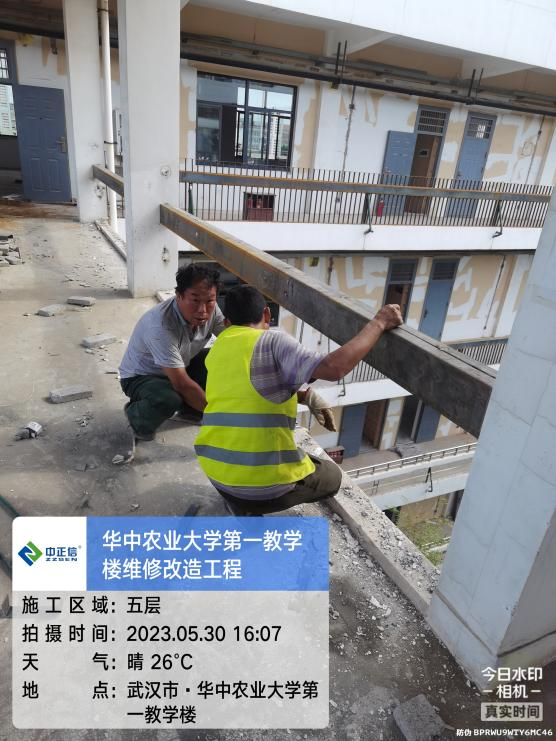 中正信
ZZSEN
华中农业大学第一教学
楼维修改造工程
施工区域：五层
拍摄时间：2023.05.30 16:07
天气：晴 26℃
地点：武汉市·华中农业大学第
一教学楼
今日水印
相机
真实时间
防伪 BPRWU9WTY6MC46